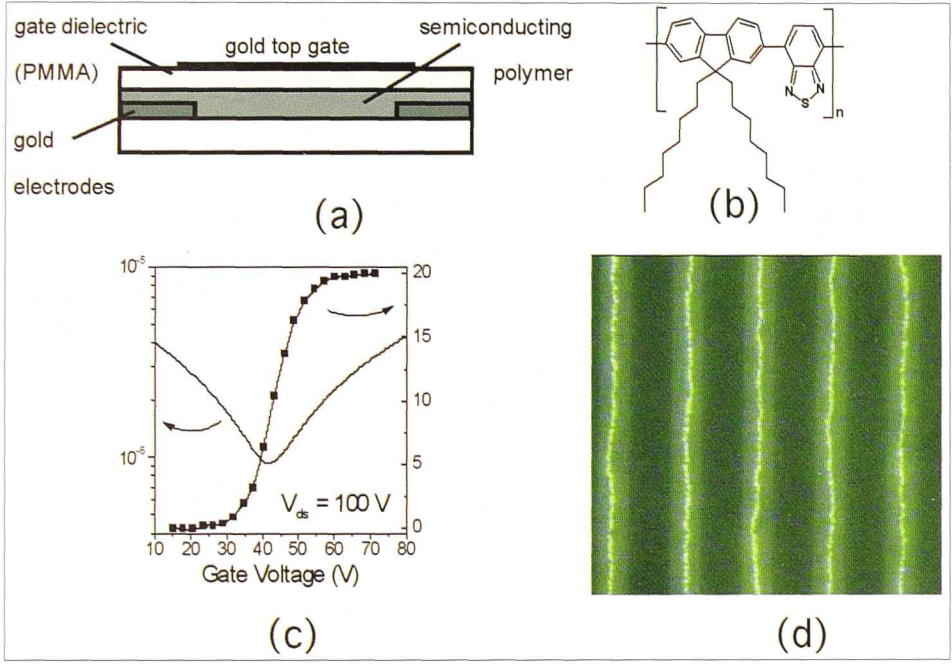 gate dielectric
gold top gate
semiconducting
(PMMA)
polymer
gold
electrodes
(a)
n
N
N
S
(b)
10⁻⁵
20
15
10
10⁻⁶
5
V_ds = 100 V
0
10 20 30 40 50 60 70 80
Gate Voltage (V)
(c)
(d)